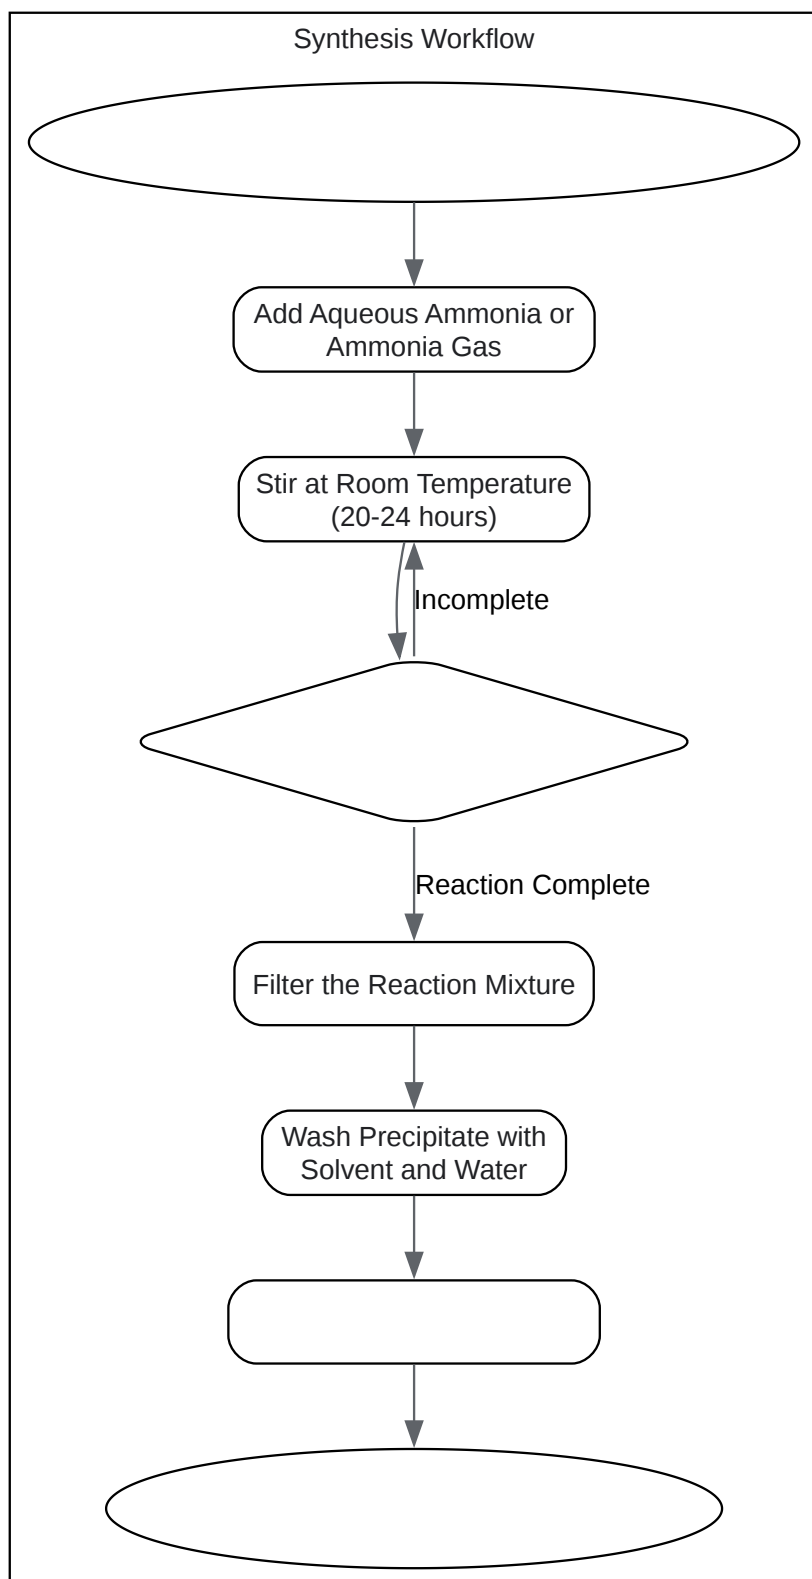 Synthesis Workflow
Add Aqueous Ammonia or
Ammonia Gas
Stir at Room Temperature
(20-24 hours)
Incomplete
Reaction Complete
Filter the Reaction Mixture
Wash Precipitate with
Solvent and Water